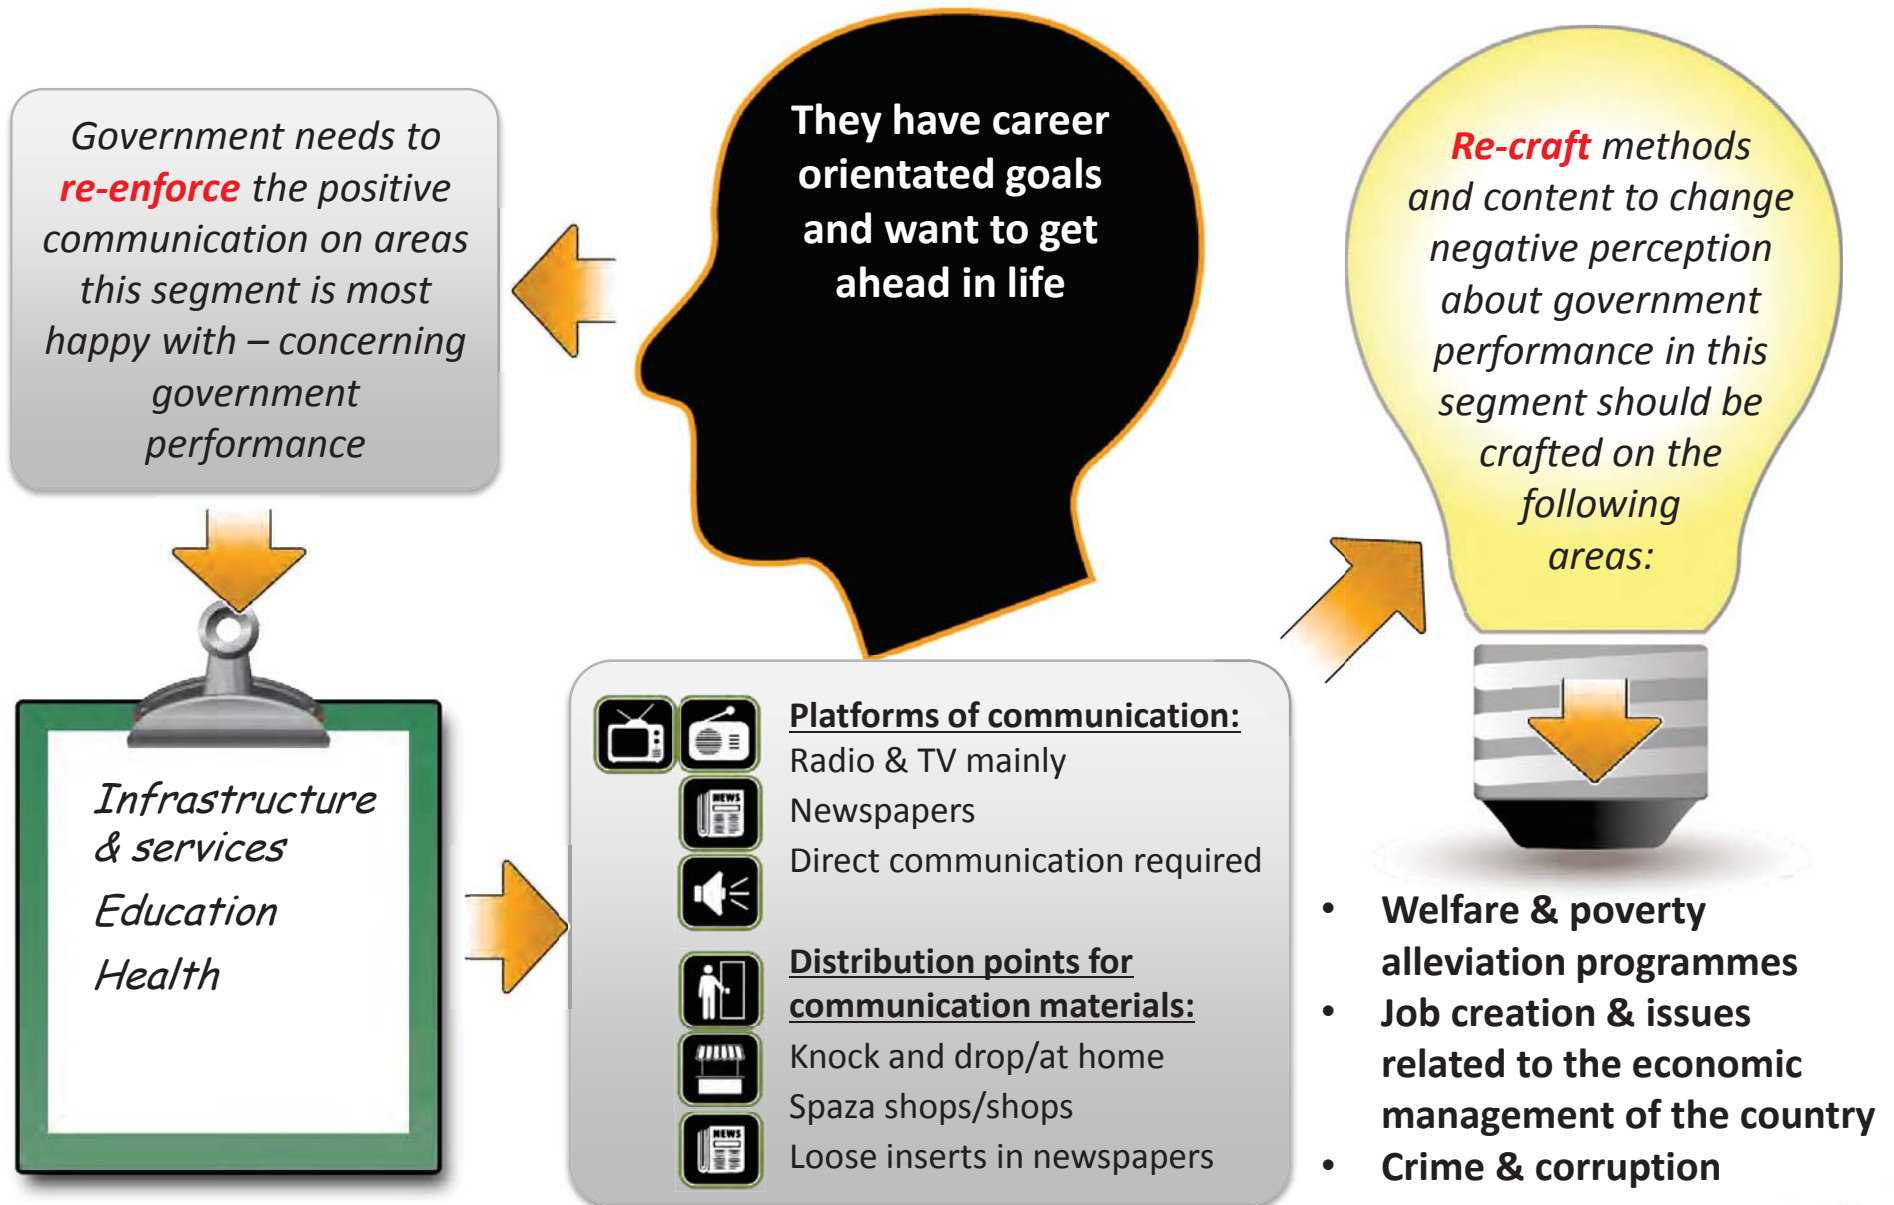 They have career
orientated goals
and want to get
ahead in life
Government needs to
re-enforce the positive
communication on areas
this segment is most
happy with – concerning
government
performance
Infrastructure
& services
Education
Health
Platforms of communication:
Radio & TV mainly
NEWS
Newspapers
Direct communication required
Distribution points for
communication materials:
Knock and drop/at home
Spaza shops/shops
NEWS
Loose inserts in newspapers
Re-craft methods
and content to change
negative perception
about government
performance in this
segment should be
crafted on the
following
areas:
• Welfare & poverty
alleviation programmes
• Job creation & issues
related to the economic
management of the country
• Crime & corruption